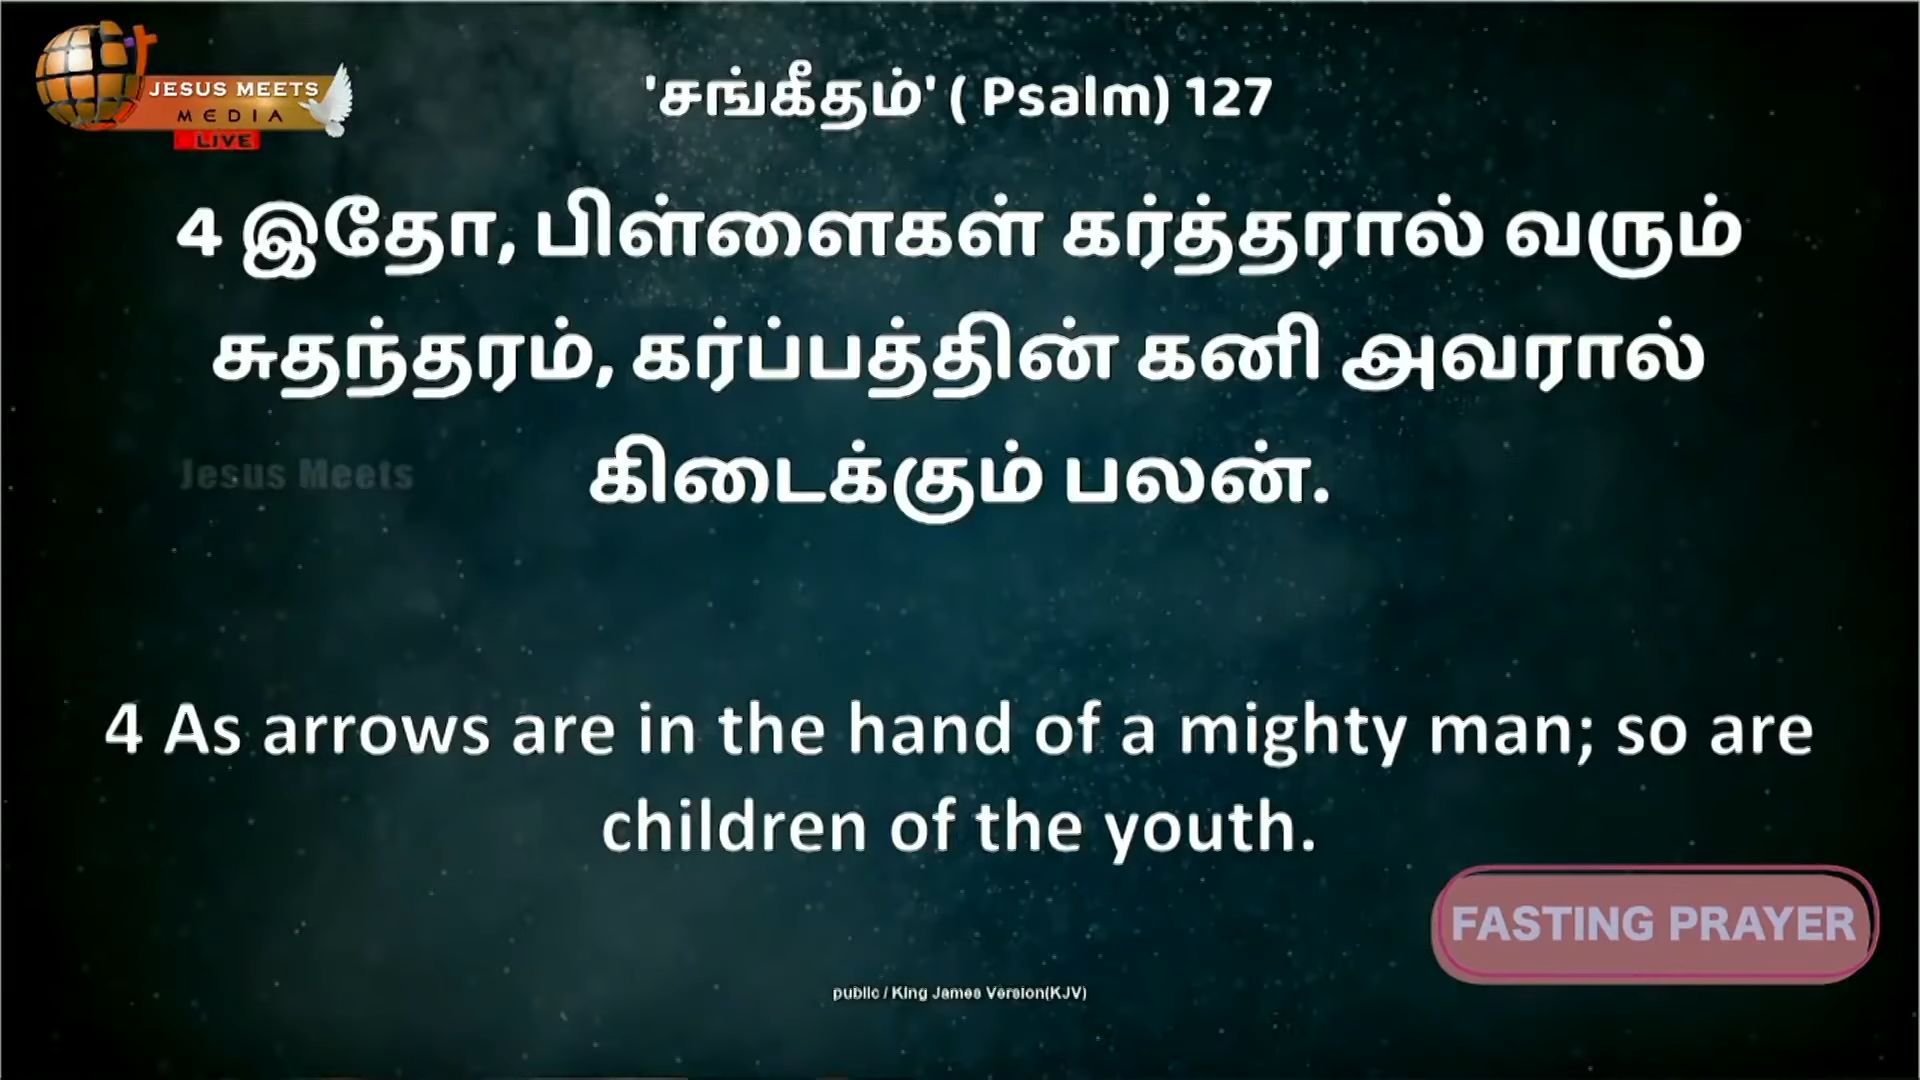 JESUS MEETS
MEDIA
LIVE
'சங்கீதம்' ( Psalm) 127
4 இதோ, பிள்ளைகள் கர்த்தரால் வரும்
சுதந்தரம், கர்ப்பத்தின் கனி அவரால்
கிடைக்கும் பலன்.
Jesus Meets
4 As arrows are in the hand of a mighty man; so are
children of the youth.
FASTING PRAYER
public / King James Version(KJV)